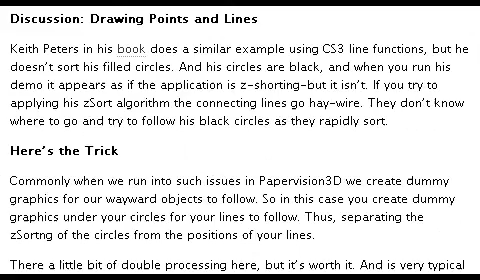 Discussion: Drawing Points and Lines
Keith Peters in his book does a similar example using CS3 line functions, but he
doesn't sort his filled circles. And his circles are black, and when you run his
demo it appears as if the application is z-shorting–but it isn't. If you try to
applying his zSort algorithm the connecting lines go hay-wire. They don't know
where to go and try to follow his black circles as they rapidly sort.
Here's the Trick
Commonly when we run into such issues in Papervision3D we create dummy
graphics for our wayward objects to follow. So in this case you create dummy
graphics under your circles for your lines to follow. Thus, separating the
zSortng of the circles from the positions of your lines.
There a little bit of double processing here, but it's worth it. And is very typical